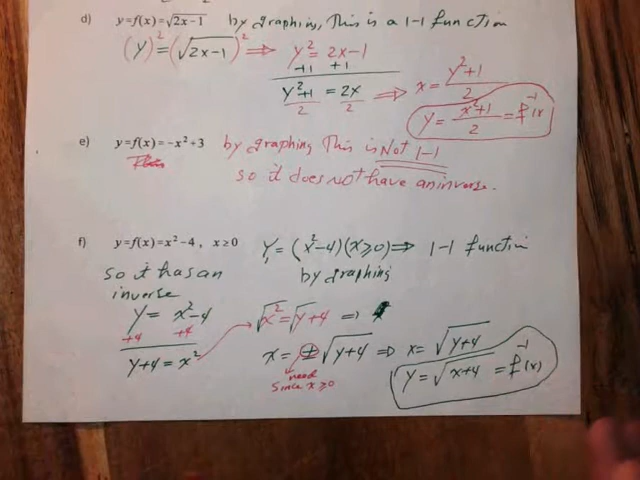 d) y=f(x)=√(2x-1) by graphing, This is a 1-1 function
(y)² = (√(2x-1))² ⇒ y² = 2x-1
+1 +1
y²+1 = 2x ⇒ x = (y²+1)/2
2 2
y = (x²+1)/2 = f⁻¹(x)
e) y=f(x)=-x²+3 by graphing This is Not 1-1
so it does not have an inverse.
f) y=f(x)=x²-4, x≥0 Y₁=(x²-4)(x≥0) ⇒ 1-1 function
so it has an by graphing
inverse
y = x²-4 √x² = √(y+4) ⇒
+4 +4
y+4 = x² x = ±√(y+4) ⇒ x = √(y+4)
need
since x≥0
y = √(x+4) = f⁻¹(x)